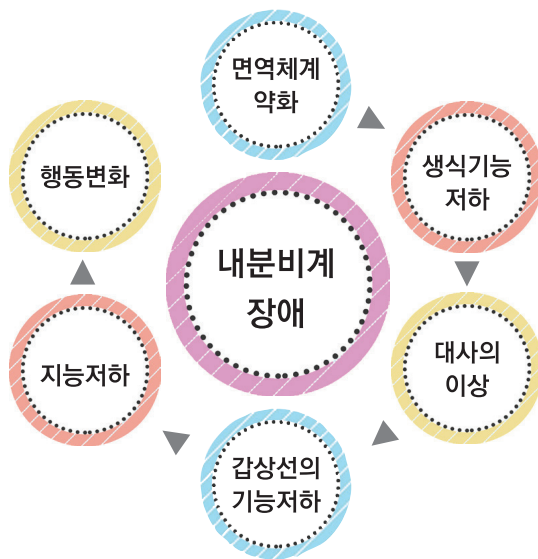 면역체계
약화
생식기능
저하
대사의
이상
갑상선의
기능저하
지능저하
행동변화
내분비계
장애